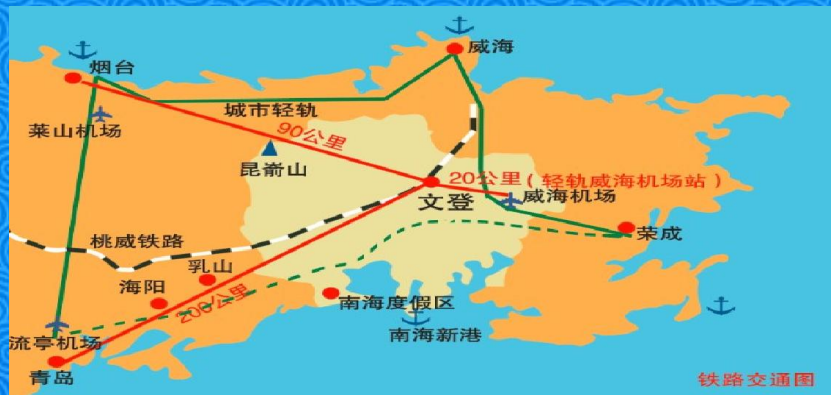 威海
烟台
城市轻轨
莱山机场
90公里
昆嵛山
20公里（轻轨威海机场站）
文登
威海机场
荣成
桃威铁路
乳山
海阳
200公里
南海度假区
南海新港
流亭机场
青岛
铁路交通图